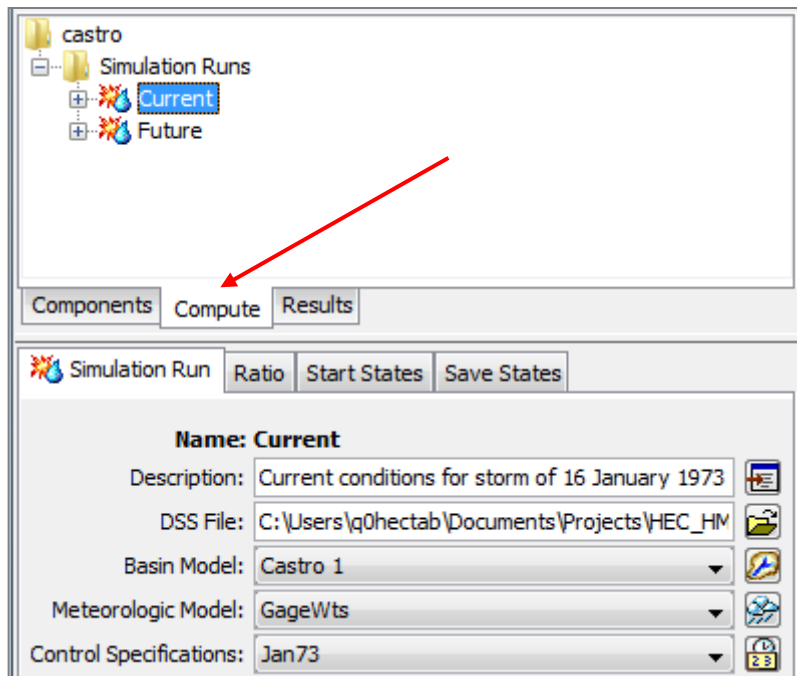 castro
Simulation Runs
Current
Future
Components Compute Results
Simulation Run Ratio Start States Save States
Name: Current
Description: Current conditions for storm of 16 January 1973
DSS File: C:\Users\q0hectab\Documents\Projects\HEC_HM
Basin Model: Castro 1
Meteorologic Model: GageWts
Control Specifications: Jan73